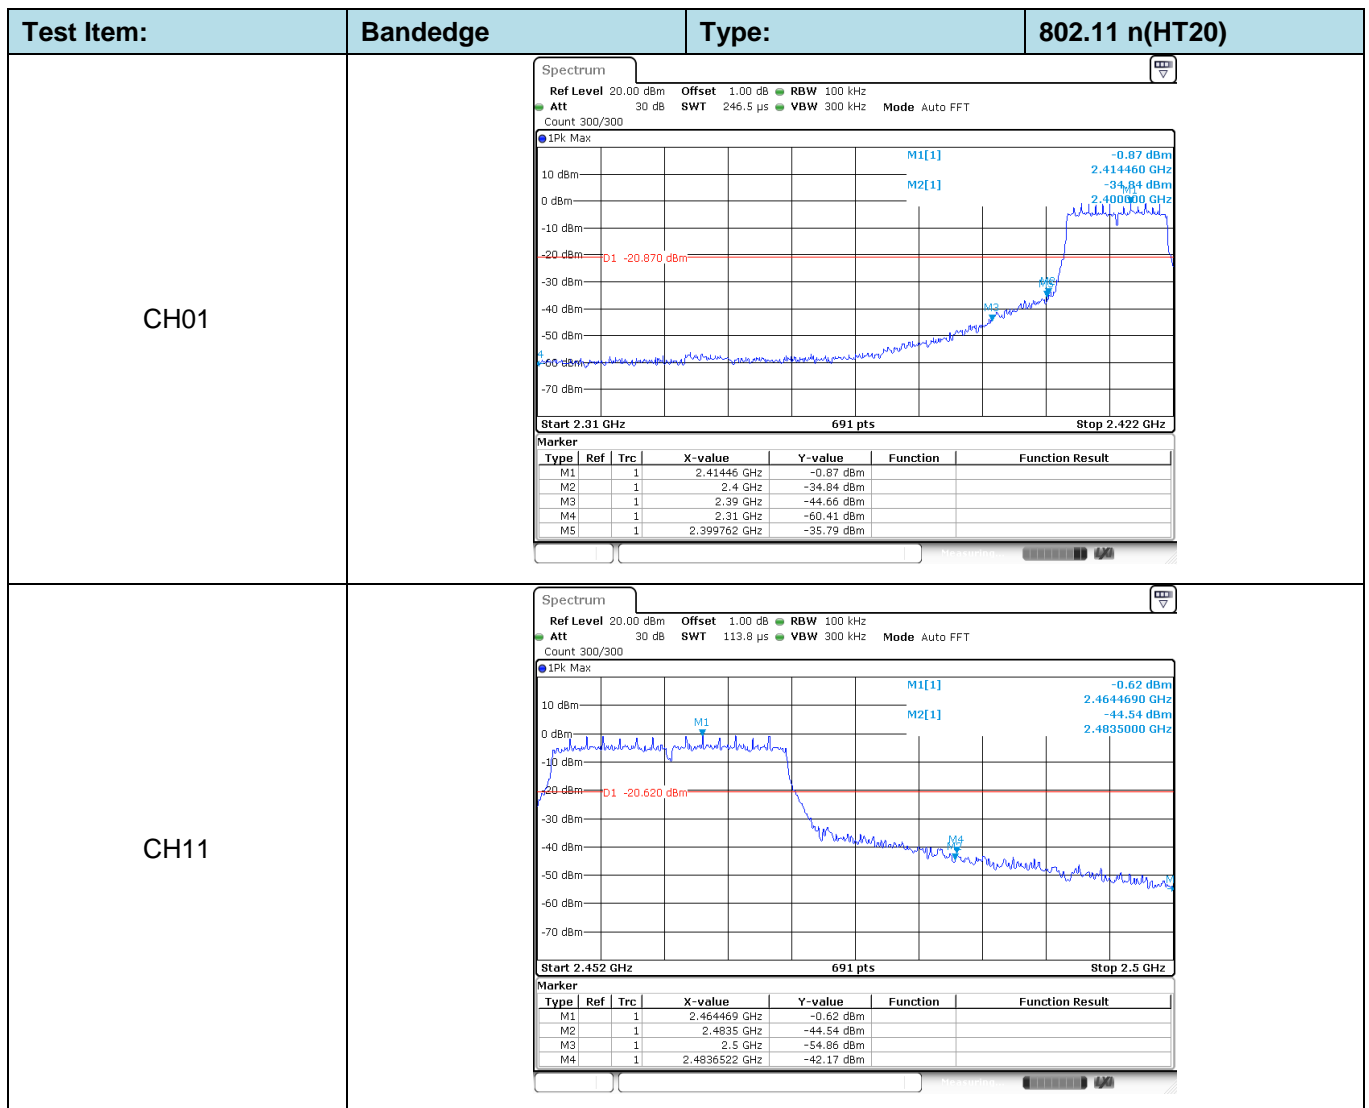 Test Item: Bandedge Type: 802.11 n(HT20)
CH01
Spectrum
Ref Level 20.00 dBm Offset 1.00 dB RBW 100 kHz
Att 30 dB SWT 246.5 µs VBW 300 kHz Mode Auto FFT
Count 300/300
1Pk Max
M1[1] -0.87 dBm
2.414460 GHz
M2[1] -34.84 dBm
2.400000 GHz
M1
10 dBm
0 dBm
-10 dBm
-20 dBm
D1 -20.870 dBm
-30 dBm
-40 dBm
M3
-50 dBm
-60 dBm
-70 dBm
Start 2.31 GHz 691 pts Stop 2.422 GHz
Marker
Type Ref Trc X-value Y-value Function Function Result
M1 1 2.41446 GHz -0.87 dBm
M2 1 2.4 GHz -34.84 dBm
M3 1 2.39 GHz -44.66 dBm
M4 1 2.31 GHz -60.41 dBm
M5 1 2.399762 GHz -35.79 dBm
Measuring...
CH11
Spectrum
Ref Level 20.00 dBm Offset 1.00 dB RBW 100 kHz
Att 30 dB SWT 113.8 µs VBW 300 kHz Mode Auto FFT
Count 300/300
1Pk Max
M1[1] -0.62 dBm
2.4644690 GHz
M2[1] -44.54 dBm
2.4835000 GHz
10 dBm
M1
0 dBm
-10 dBm
-20 dBm
D1 -20.620 dBm
-30 dBm
-40 dBm
M4
-50 dBm
-60 dBm
-70 dBm
Start 2.452 GHz 691 pts Stop 2.5 GHz
Marker
Type Ref Trc X-value Y-value Function Function Result
M1 1 2.464469 GHz -0.62 dBm
M2 1 2.4835 GHz -44.54 dBm
M3 1 2.5 GHz -54.86 dBm
M4 1 2.4836522 GHz -42.17 dBm
Measuring...